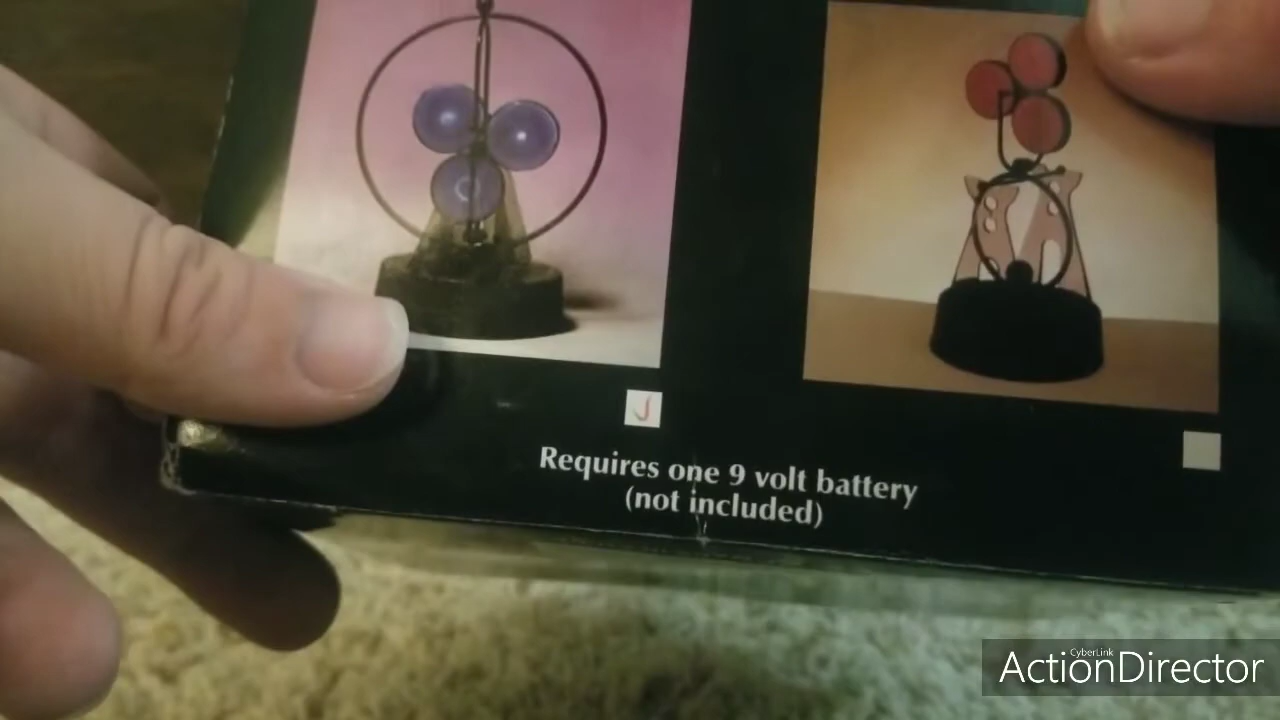 Requires one 9 volt battery
(not included)
CyberLink
ActionDirector